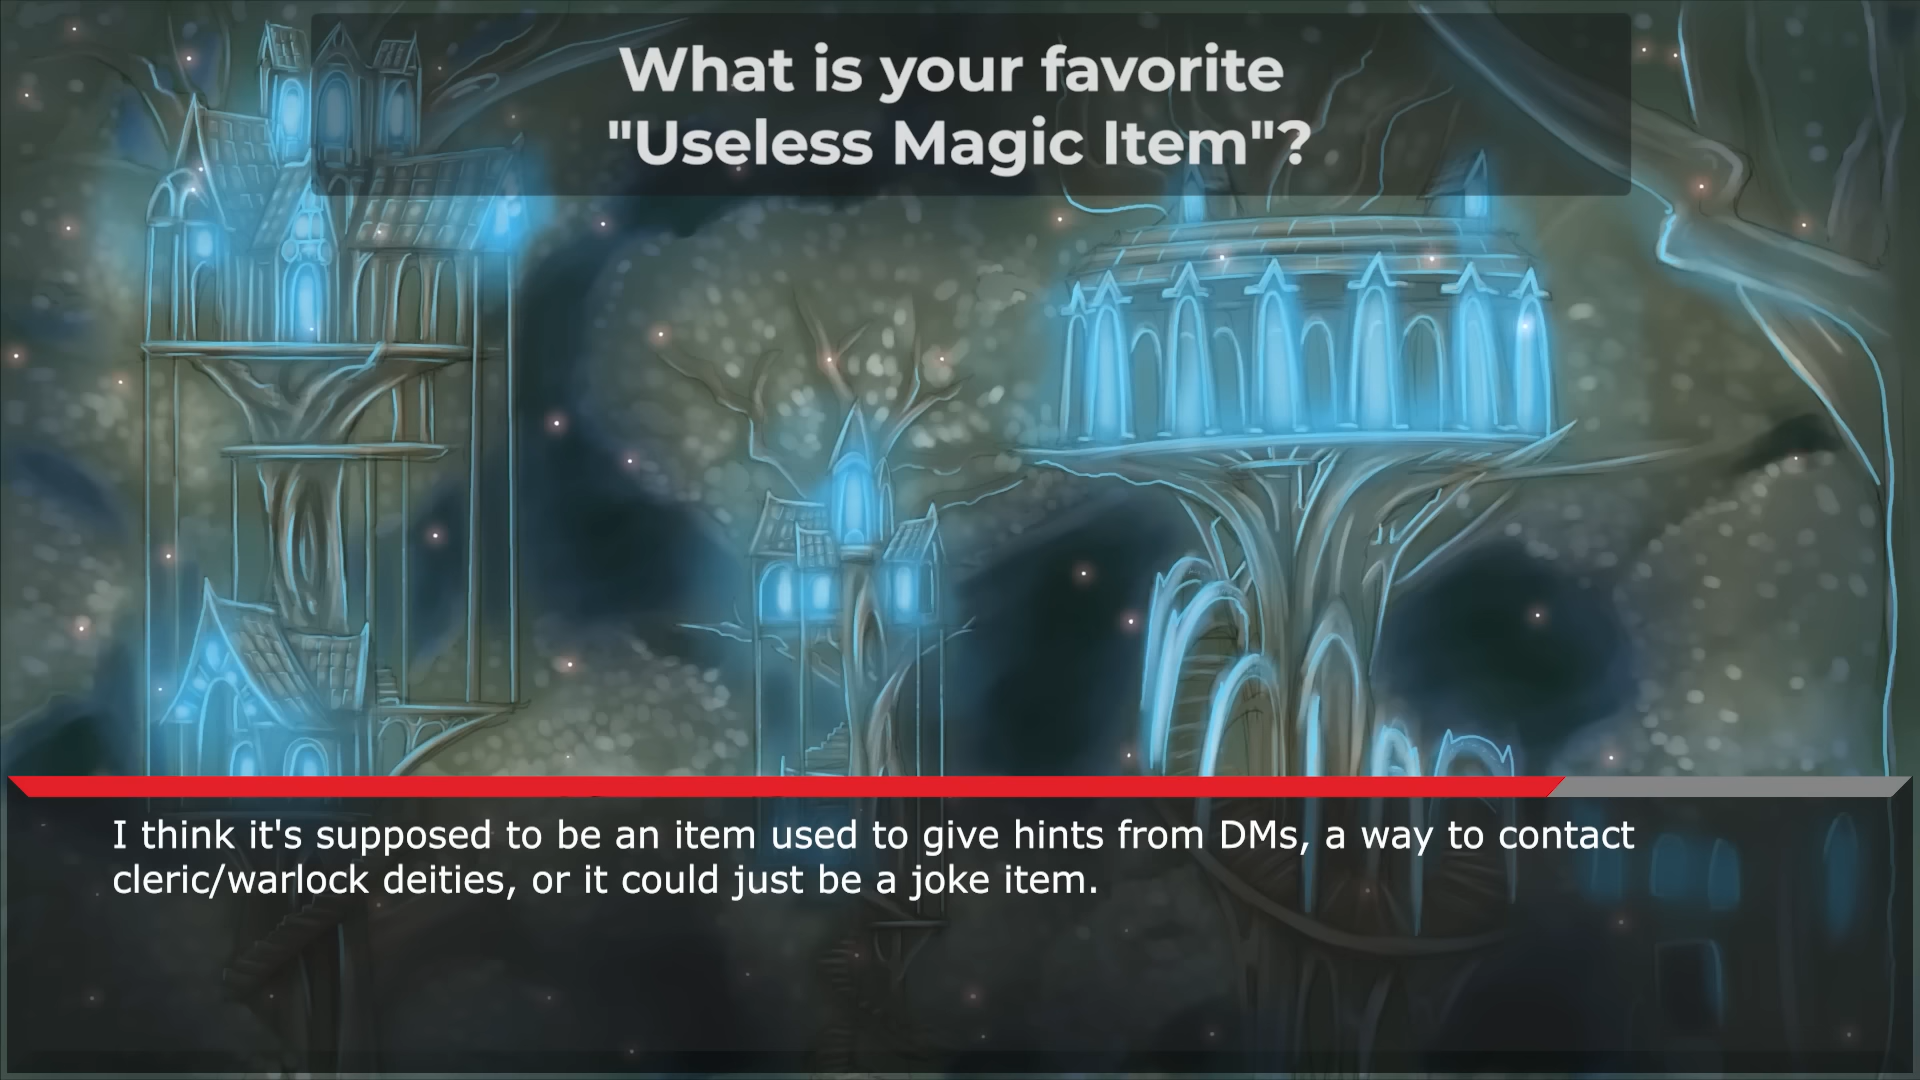 What is your favorite
"Useless Magic Item"?
I think it's supposed to be an item used to give hints from DMs, a way to contact
cleric/warlock deities, or it could just be a joke item.